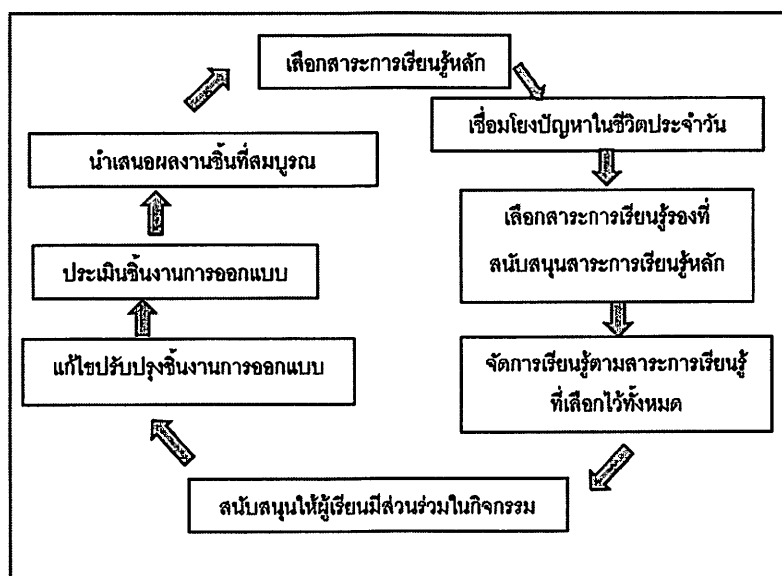 เลือกสาระการเรียนรู้หลัก
เชื่อมโยงปัญหาในชีวิตประจำวัน
เลือกสาระการเรียนรู้รองที่
สนับสนุนสาระการเรียนรู้หลัก
จัดการเรียนรู้ตามสาระการเรียนรู้
ที่เลือกไว้ทั้งหมด
สนับสนุนให้ผู้เรียนมีส่วนร่วมในกิจกรรม
แก้ไขปรับปรุงชิ้นงานการออกแบบ
ประเมินชิ้นงานการออกแบบ
นำเสนอผลงานชิ้นที่สมบูรณ